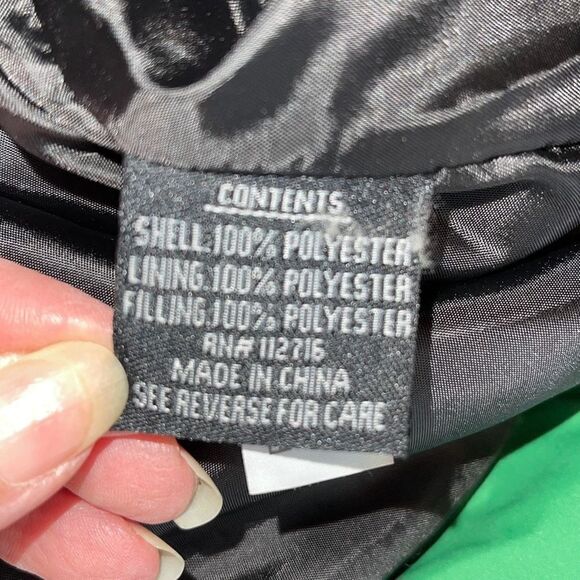 CONTENTS
SHELL:100% POLYESTER
LINING:100% POLYESTER
FILLING:100% POLYESTER
RN# 112716
MADE IN CHINA
SEE REVERSE FOR CARE